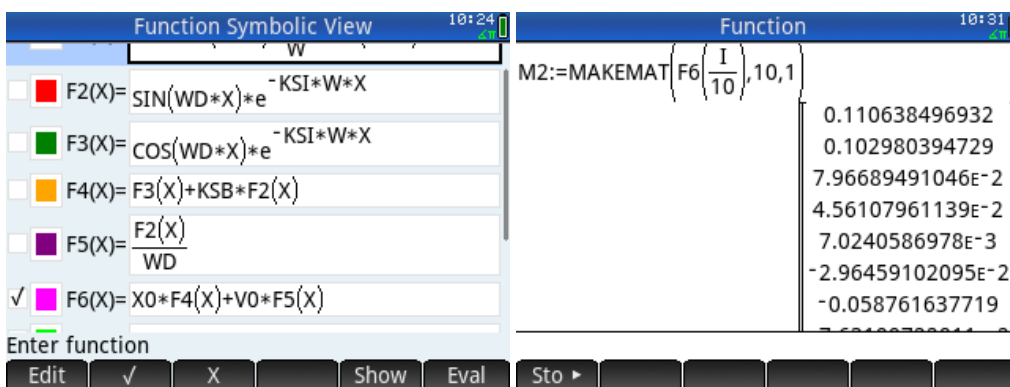 Function Symbolic View 10:24
∡π
W
F2(X)= SIN(WD*X)*e^-KSI*W*X
F3(X)= COS(WD*X)*e^-KSI*W*X
F4(X)= F3(X)+KSB*F2(X)
F5(X)= F2(X)/WD
√ F6(X)= X0*F4(X)+V0*F5(X)
Enter function
Edit √ X Show Eval
Function 10:31
∡π
M2:=MAKEMAT(F6(I/10),10,1)
0.110638496932
0.102980394729
7.96689491046E-2
4.56107961139E-2
7.0240586978E-3
-2.96459102095E-2
-0.058761637719
Sto ►